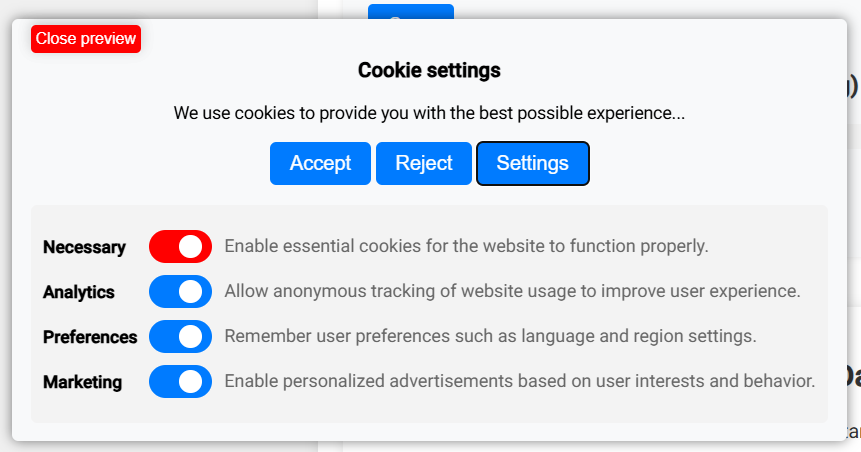 Close preview
Cookie settings
We use cookies to provide you with the best possible experience...
Accept Reject Settings
Necessary Enable essential cookies for the website to function properly.
Analytics Allow anonymous tracking of website usage to improve user experience.
Preferences Remember user preferences such as language and region settings.
Marketing Enable personalized advertisements based on user interests and behavior.